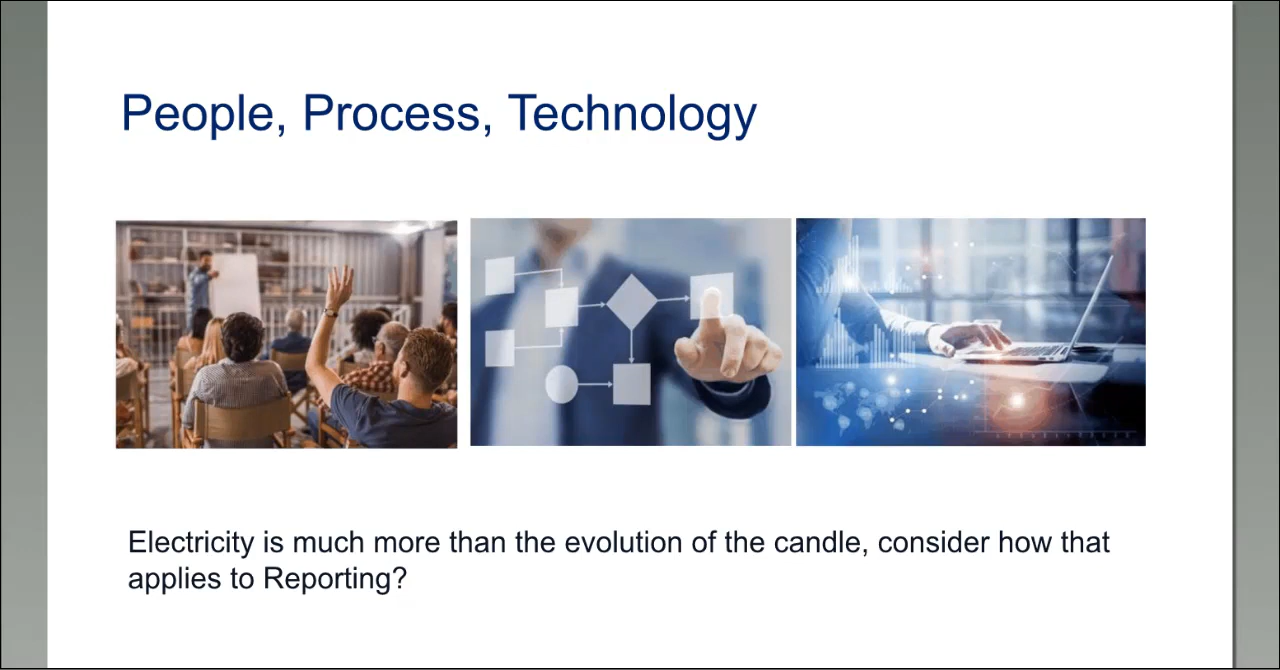 People, Process, Technology
Electricity is much more than the evolution of the candle, consider how that
applies to Reporting?